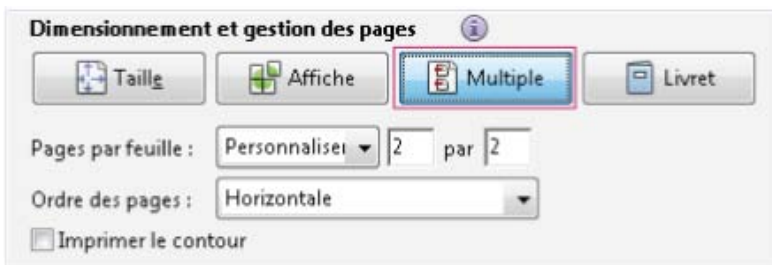 Dimensionnement et gestion des pages
Taille Affiche Multiple Livret
Pages par feuille : Personnaliser 2 par 2
Ordre des pages : Horizontale
Imprimer le contour